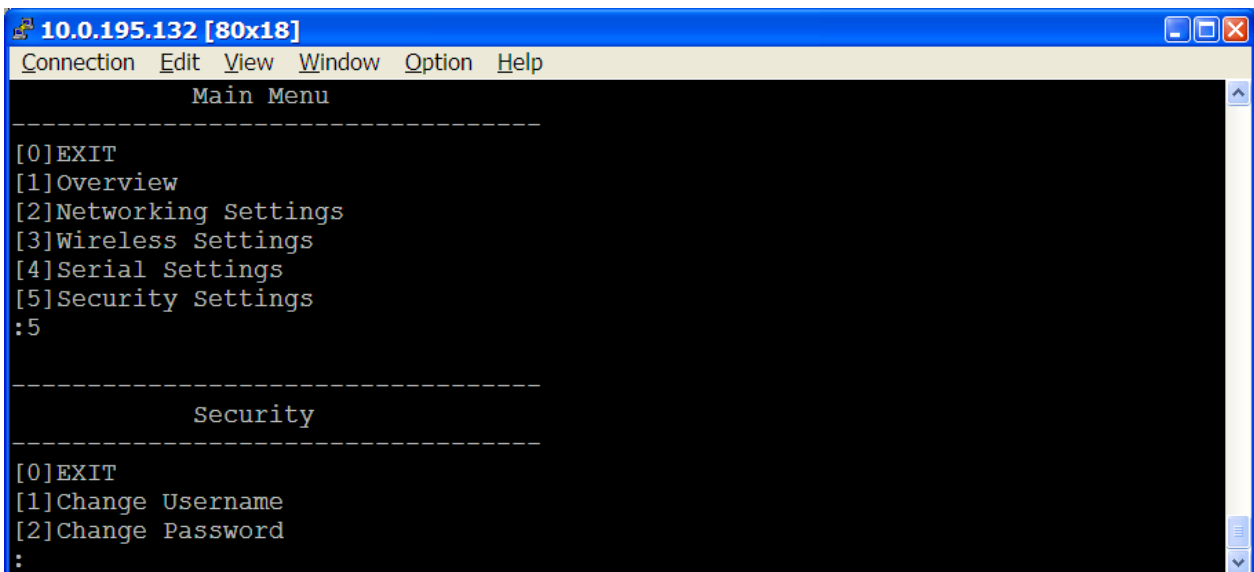 10.0.195.132 [80x18]
Connection Edit View Window Option Help
Main Menu
-----------------------------------
[0]EXIT
[1]Overview
[2]Networking Settings
[3]Wireless Settings
[4]Serial Settings
[5]Security Settings
:5
-----------------------------------
Security
-----------------------------------
[0]EXIT
[1]Change Username
[2]Change Password
: